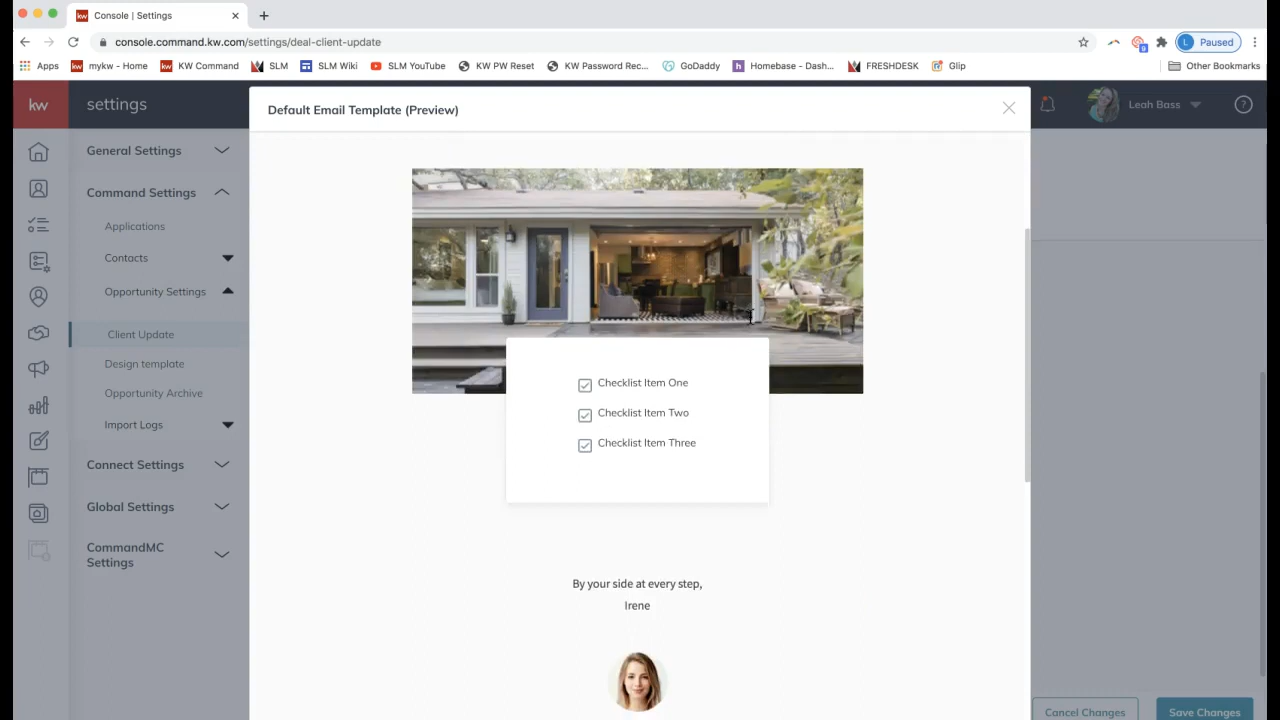 Console | Settings
console.command.kw.com/settings/deal-client-update
L Paused
Apps kw mykw - Home kw KW Command SLM SLM Wiki SLM YouTube KW PW Reset KW Password Rec... GoDaddy h Homebase - Dash... FRESHDESK Glip Other Bookmarks
kw settings
Leah Bass ?
Default Email Template (Preview)
General Settings
Command Settings
Applications
Contacts
Opportunity Settings
Client Update
Design template
Opportunity Archive
Import Logs
Connect Settings
Global Settings
CommandMC
Settings
Checklist Item One
Checklist Item Two
Checklist Item Three
By your side at every step,
Irene
Cancel Changes
Save Changes